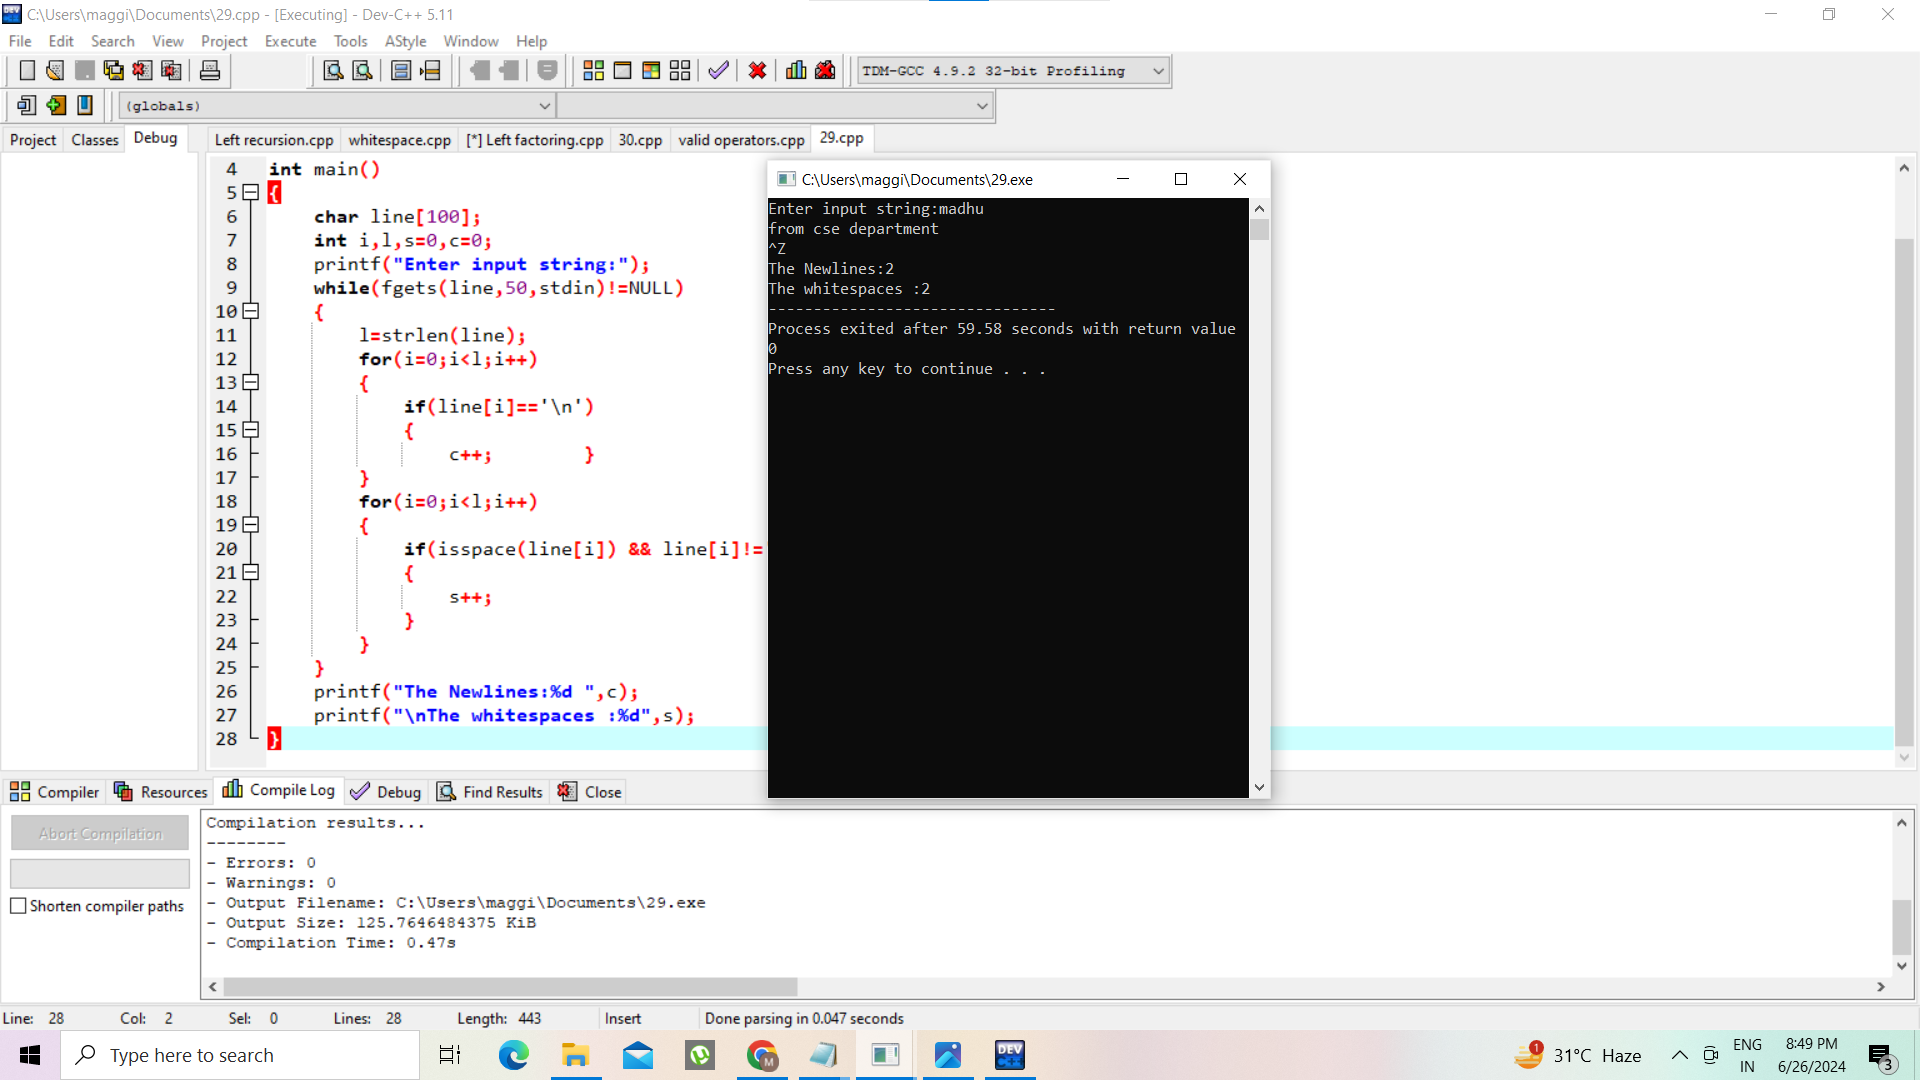 C:\Users\maggi\Documents\29.cpp - [Executing] - Dev-C++ 5.11
File Edit Search View Project Execute Tools AStyle Window Help
TDM-GCC 4.9.2 32-bit Profiling
(globals)
Project Classes Debug
Left recursion.cpp whitespace.cpp [*] Left factoring.cpp 30.cpp valid operators.cpp 29.cpp
4 int main()
5 {
6 char line[100];
7 int i,l,s=0,c=0;
8 printf("Enter input string:");
9 while(fgets(line,50,stdin)!=NULL)
10 {
11 l=strlen(line);
12 for(i=0;i<l;i++)
13 {
14 if(line[i]=='\n')
15 {
16 c++; }
17 }
18 for(i=0;i<l;i++)
19 {
20 if(isspace(line[i]) && line[i]!=
21 {
22 s++;
23 }
24 }
25 }
26 printf("The Newlines:%d ",c);
27 printf("\nThe whitespaces :%d",s);
28 }
C:\Users\maggi\Documents\29.exe
Enter input string:madhu
from cse department
^Z
The Newlines:2
The whitespaces :2
--------------------------------
Process exited after 59.58 seconds with return value
0
Press any key to continue . . .
Compiler Resources Compile Log Debug Find Results Close
Abort Compilation
Shorten compiler paths
Compilation results...
--------
- Errors: 0
- Warnings: 0
- Output Filename: C:\Users\maggi\Documents\29.exe
- Output Size: 125.7646484375 KiB
- Compilation Time: 0.47s
Line: 28 Col: 2 Sel: 0 Lines: 28 Length: 443 Insert Done parsing in 0.047 seconds
Type here to search
M
DEV
C++
1
31°C Haze
ENG
IN
8:49 PM
6/26/2024
3